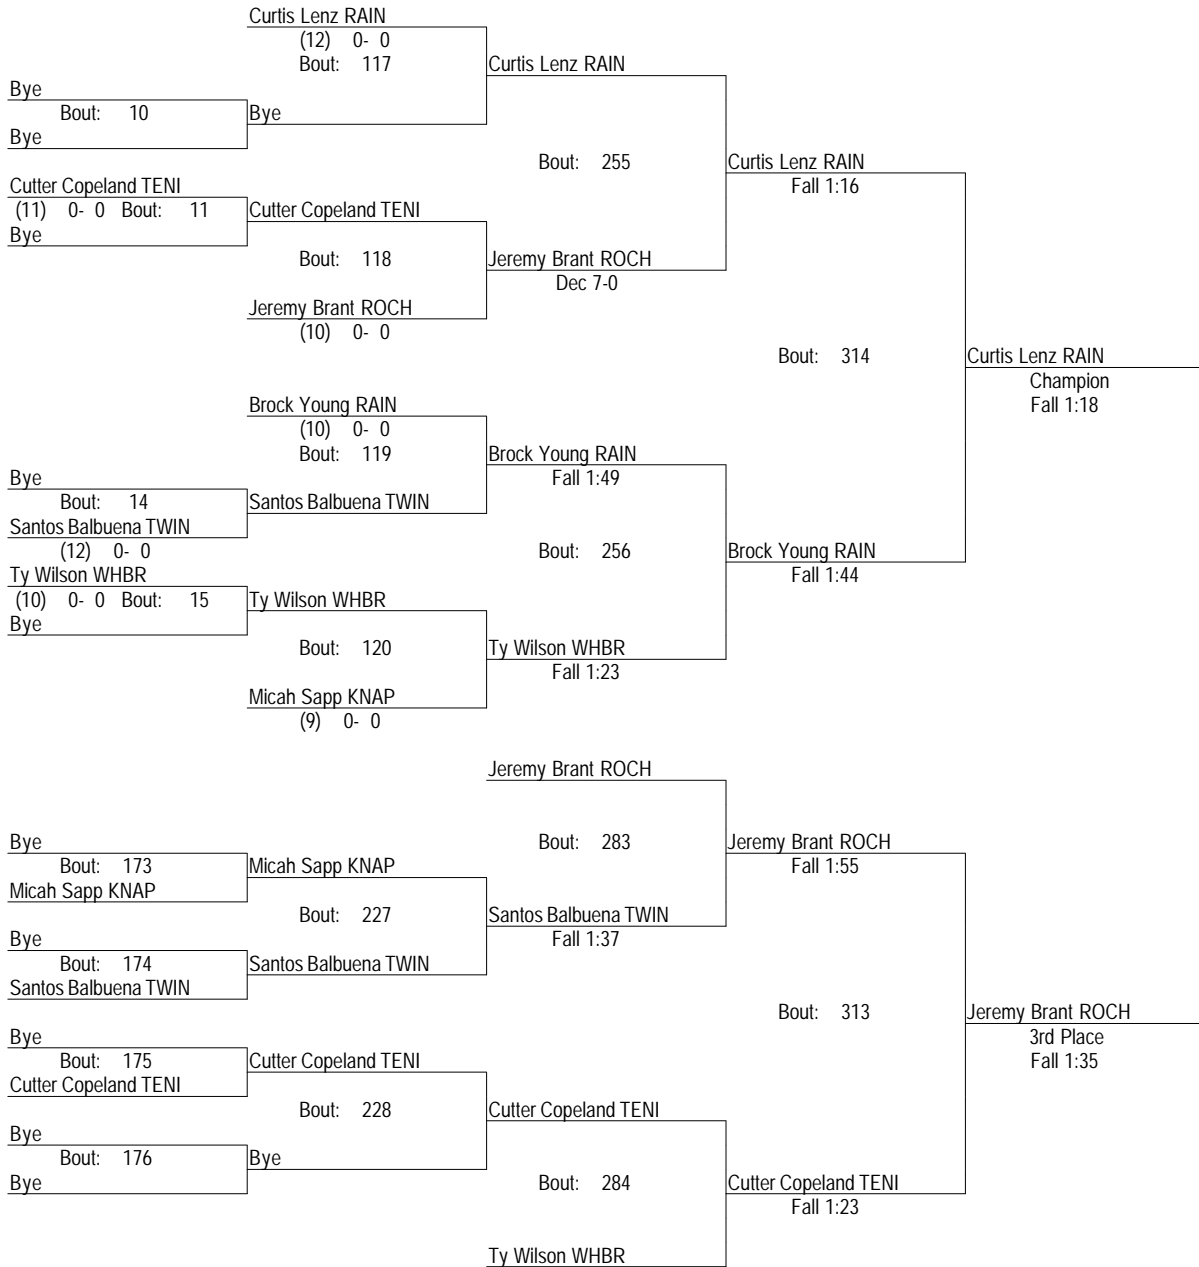 Curtis Lenz RAIN
(12) 0- 0
Bout: 117
Curtis Lenz RAIN
Bye
Bout: 10
Bye
Bye
Bout: 255
Curtis Lenz RAIN
Fall 1:16
Cutter Copeland TENI
(11) 0- 0 Bout: 11
Cutter Copeland TENI
Bye
Bout: 118
Jeremy Brant ROCH
Dec 7-0
Jeremy Brant ROCH
(10) 0- 0
Bout: 314
Curtis Lenz RAIN
Champion
Fall 1:18
Brock Young RAIN
(10) 0- 0
Bout: 119
Brock Young RAIN
Fall 1:49
Bye
Bout: 14
Santos Balbuena TWIN
Santos Balbuena TWIN
(12) 0- 0
Bout: 256
Brock Young RAIN
Fall 1:44
Ty Wilson WHBR
(10) 0- 0 Bout: 15
Ty Wilson WHBR
Bye
Bout: 120
Ty Wilson WHBR
Fall 1:23
Micah Sapp KNAP
(9) 0- 0
Jeremy Brant ROCH
Bout: 283
Jeremy Brant ROCH
Fall 1:55
Bye
Bout: 173
Micah Sapp KNAP
Micah Sapp KNAP
Bout: 227
Santos Balbuena TWIN
Fall 1:37
Bye
Bout: 174
Santos Balbuena TWIN
Santos Balbuena TWIN
Bout: 313
Jeremy Brant ROCH
3rd Place
Fall 1:35
Bye
Bout: 175
Cutter Copeland TENI
Cutter Copeland TENI
Bout: 228
Cutter Copeland TENI
Bye
Bout: 176
Bye
Bye
Bout: 284
Cutter Copeland TENI
Fall 1:23
Ty Wilson WHBR